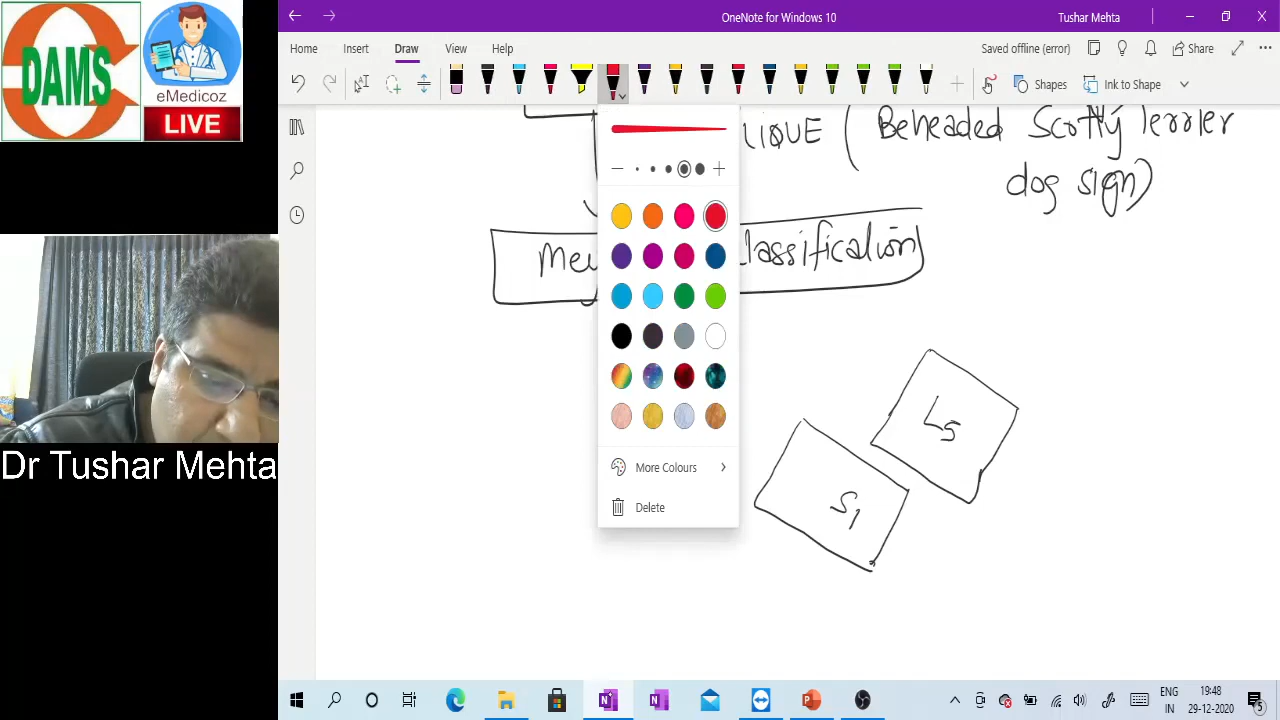 DAMS
eMedicoz
LIVE
OneNote for Windows 10
Tushar Mehta
Home
Insert
Draw
View
Help
Saved offline (error)
Share
Shapes
Ink to Shape
LIQUE ( Beheaded Scotty terrier
dog sign)
Mey
lassification
L5
S1
More Colours
Delete
Dr Tushar Mehta
ENG
IN
19:48
29-12-2020
5